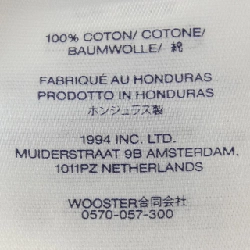 100% COTON/ COTONE/
BAUMWOLLE/ 綿
FABRIQUÉ AU HONDURAS
PRODOTTO IN HONDURAS
ホンジュラス製
1994 INC. LTD.
MUIDERSTRAAT 9B AMSTERDAM,
1011PZ NETHERLANDS
WOOSTER合同会社
0570-057-300